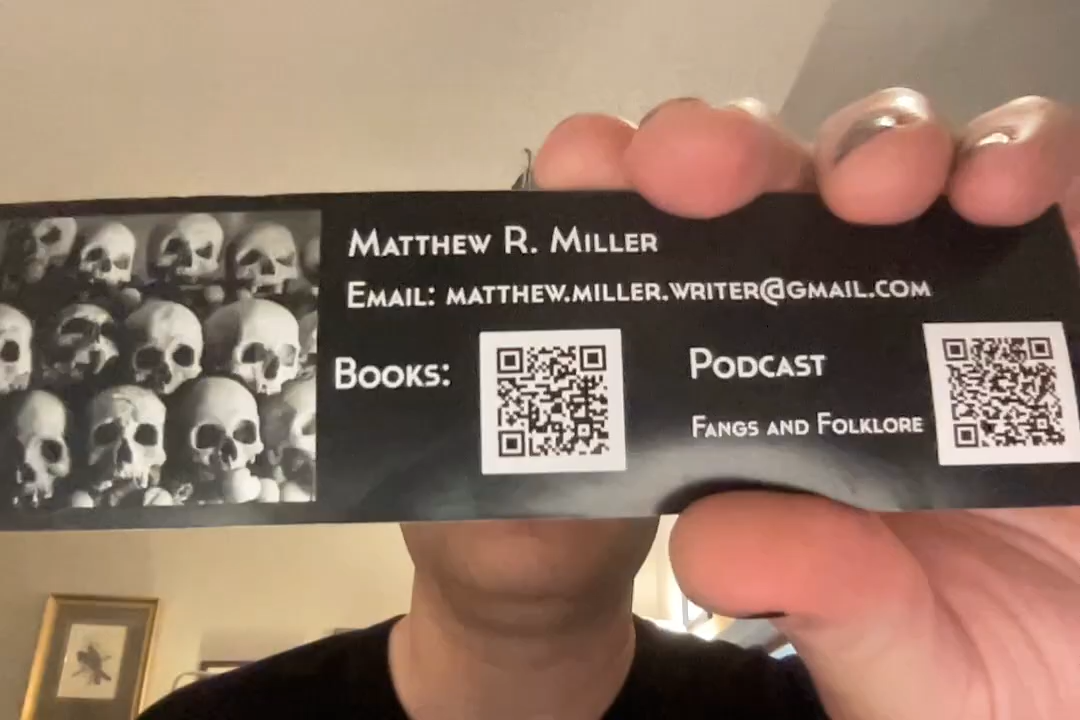 MATTHEW R. MILLER
EMAIL: MATTHEW.MILLER.WRITER@GMAIL.COM
BOOKS:
PODCAST
FANGS AND FOLKLORE